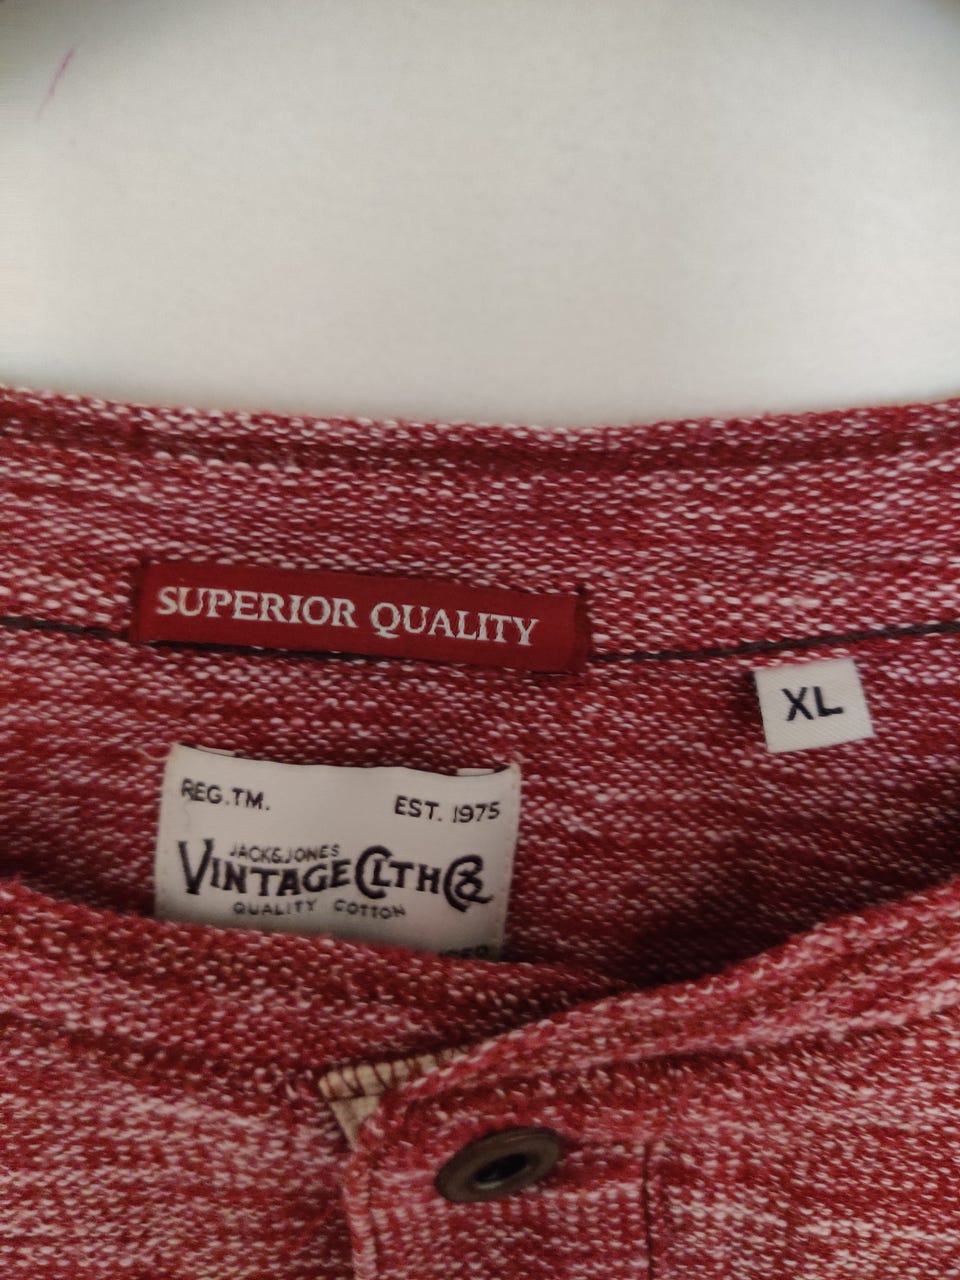 SUPERIOR QUALITY
XL
REG.TM. EST. 1975
JACK&JONES
VINTAGE CLTH Co
QUALITY COTTON